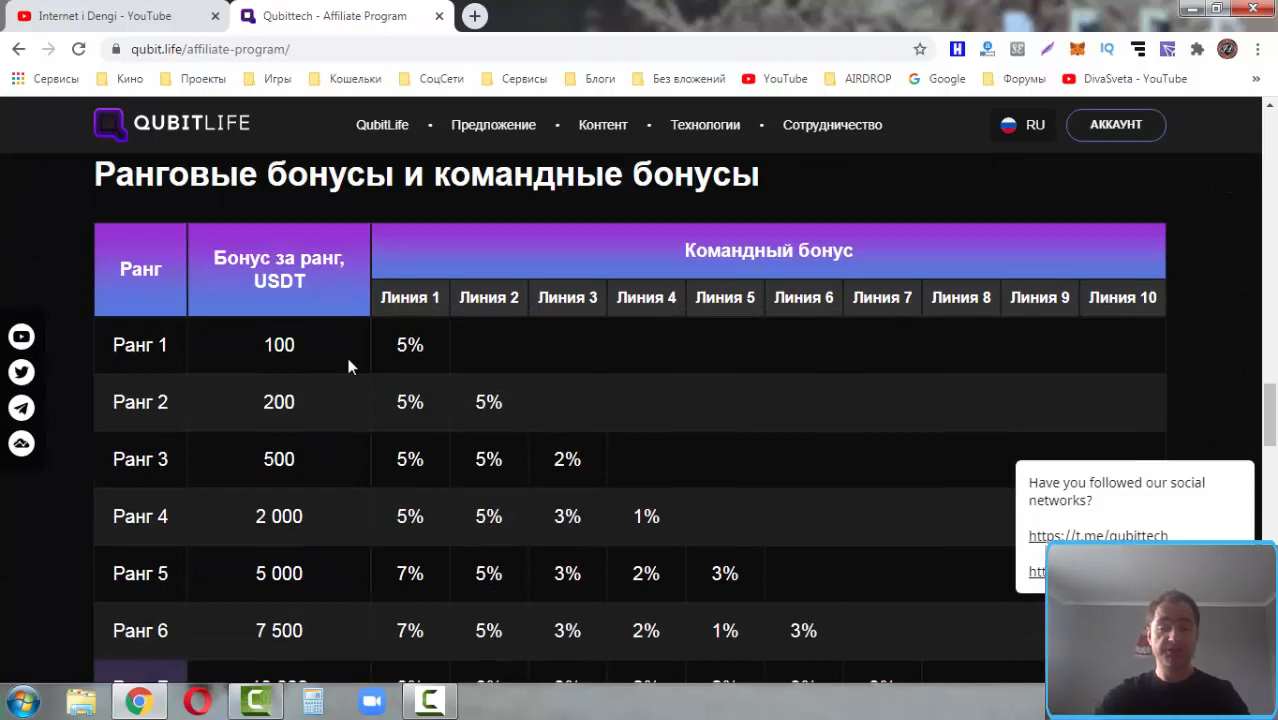 Internet i Dengi - YouTube
Qubittech - Affiliate Program
qubit.life/affiliate-program/
Сервисы
Кино
Проекты
Игры
Кошельки
СоцСети
Сервисы
Блоги
Без вложений
YouTube
AIRDROP
Google
Форумы
DivaSveta - YouTube
QUBITLIFE
QubitLife
Предложение
Контент
Технологии
Сотрудничество
RU
АККАУНТ
Ранговые бонусы и командные бонусы
Ранг
Бонус за ранг,
USDT
Командный бонус
Линия 1 Линия 2 Линия 3 Линия 4 Линия 5 Линия 6 Линия 7 Линия 8 Линия 9 Линия 10
Ранг 1 100 5%
Ранг 2 200 5% 5%
Ранг 3 500 5% 5% 2%
Ранг 4 2 000 5% 5% 3% 1%
Ранг 5 5 000 7% 5% 3% 2% 3%
Ранг 6 7 500 7% 5% 3% 2% 1% 3%
Have you followed our social
networks?
https://t.me/qubittech